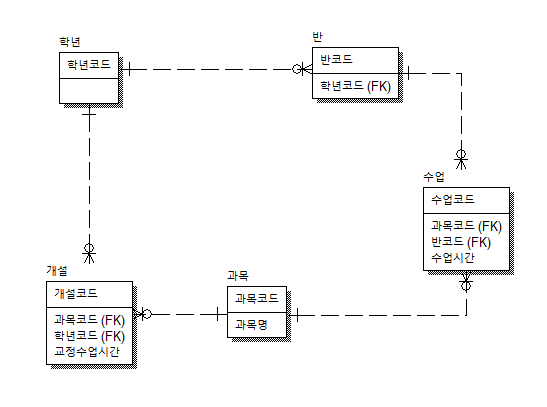 학년
학년코드
반
반코드
학년코드 (FK)
수업
수업코드
과목코드 (FK)
반코드 (FK)
수업시간
개설
개설코드
과목코드 (FK)
학년코드 (FK)
교정수업시간
과목
과목코드
과목명